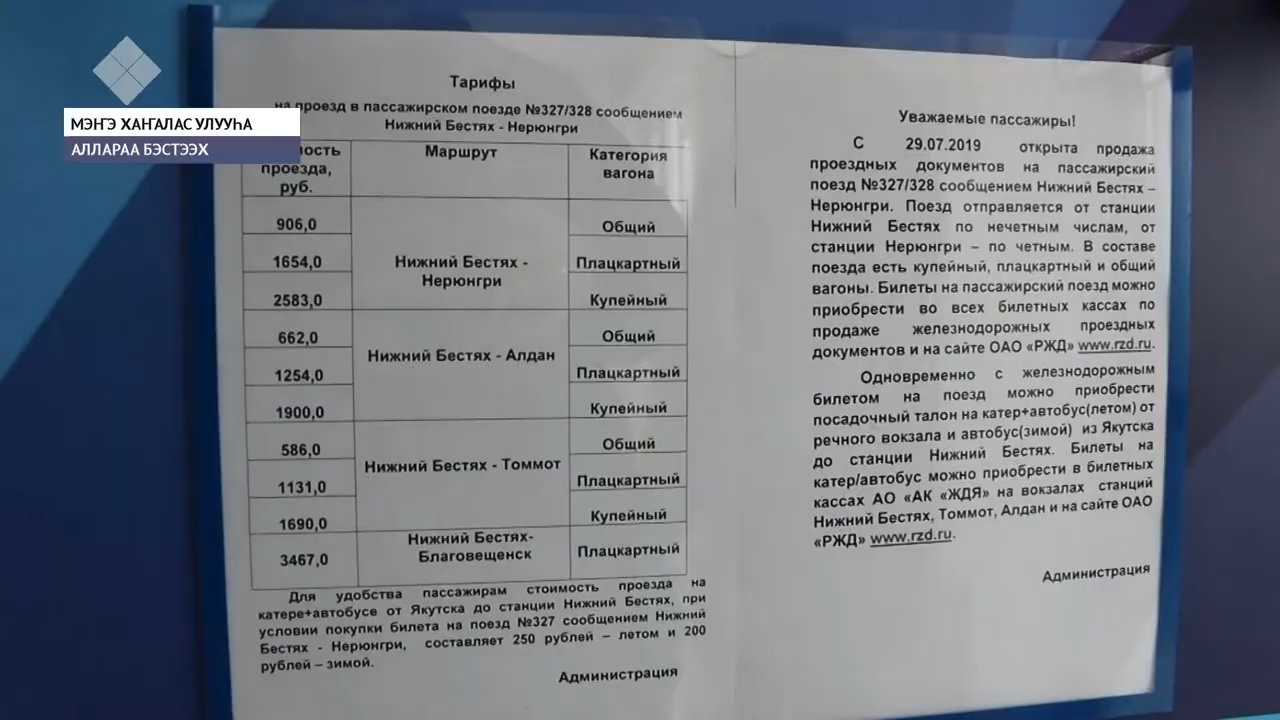 МЭҤЭ ХАҤАЛАС УЛУУҺА
АЛЛАРАА БЭСТЭЭХ
Тарифы
на проезд в пассажирском поезде №327/328 сообщением
Нижний Бестях - Нерюнгри
проезда,
руб.
Маршрут
Категория
вагона
906,0
Общий
1654,0
Нижний Бестях -
Нерюнгри
Плацкартный
2583,0
Купейный
662,0
Общий
1254,0
Нижний Бестях - Алдан
Плацкартный
1900,0
Купейный
586,0
Общий
1131,0
Нижний Бестях - Томмот
Плацкартный
1690,0
Купейный
3467,0
Нижний Бестях-
Благовещенск
Плацкартный
Для удобства пассажирам стоимость проезда на
катере+автобусе от Якутска до станции Нижний Бестях, при
условии покупки билета на поезд №327 сообщением Нижний
Бестях - Нерюнгри, составляет 250 рублей – летом и 200
рублей – зимой.
Администрация
Уважаемые пассажиры!
С 29.07.2019 открыта продажа
проездных документов на пассажирский
поезд №327/328 сообщением Нижний Бестях –
Нерюнгри. Поезд отправляется от станции
Нижний Бестях по нечетным числам, от
станции Нерюнгри – по четным. В составе
поезда есть купейный, плацкартный и общий
вагоны. Билеты на пассажирский поезд можно
приобрести во всех билетных кассах по
продаже железнодорожных проездных
документов и на сайте ОАО «РЖД» www.rzd.ru.
Одновременно с железнодорожным
билетом на поезд можно приобрести
посадочный талон на катер+автобус(летом) от
речного вокзала и автобус(зимой) из Якутска
до станции Нижний Бестях. Билеты на
катер/автобус можно приобрести в билетных
кассах АО «АК «ЖДЯ» на вокзалах станций
Нижний Бестях, Томмот, Алдан и на сайте ОАО
«РЖД» www.rzd.ru.
Администрация